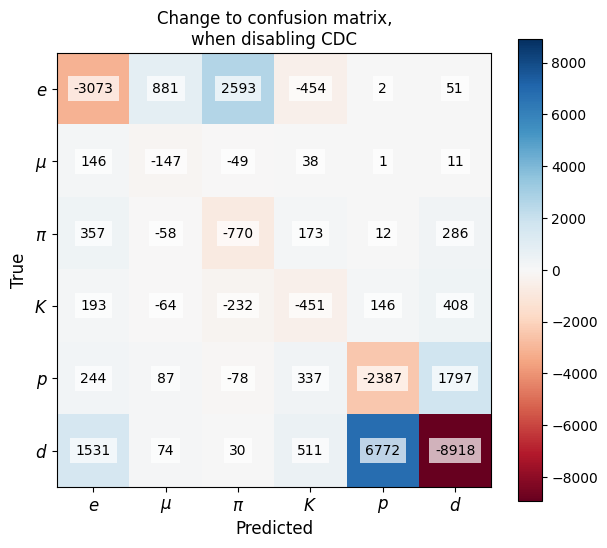 Change to confusion matrix,
when disabling CDC
True
e -3073 881 2593 -454 2 51
μ 146 -147 -49 38 1 11
π 357 -58 -770 173 12 286
K 193 -64 -232 -451 146 408
p 244 87 -78 337 -2387 1797
d 1531 74 30 511 6772 -8918
e μ π K p d
Predicted
8000
6000
4000
2000
0
−2000
−4000
−6000
−8000